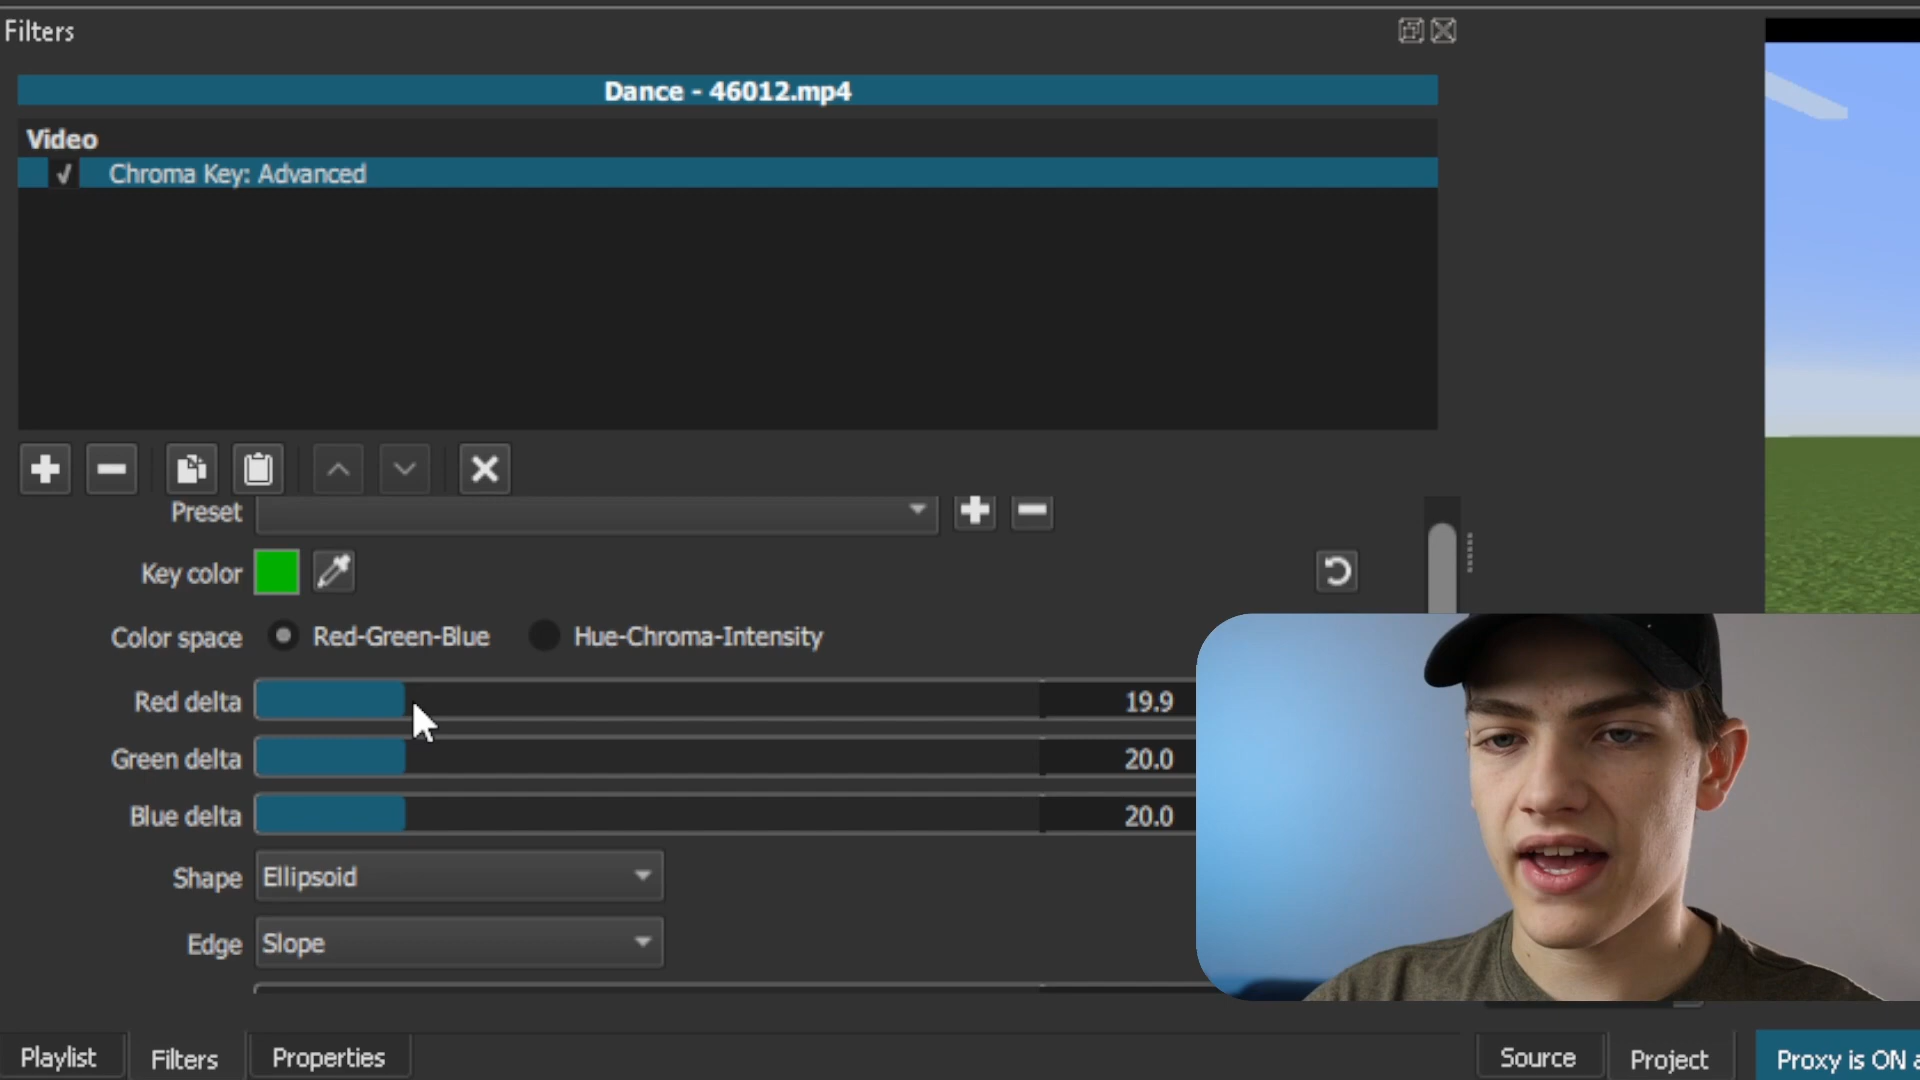 Filters
Dance - 46012.mp4
Video
Chroma Key: Advanced
Preset
Key color
Color space Red-Green-Blue Hue-Chroma-Intensity
Red delta 19.9
Green delta 20.0
Blue delta 20.0
Shape Ellipsoid
Edge Slope
Playlist Filters Properties Source Project Proxy is ON